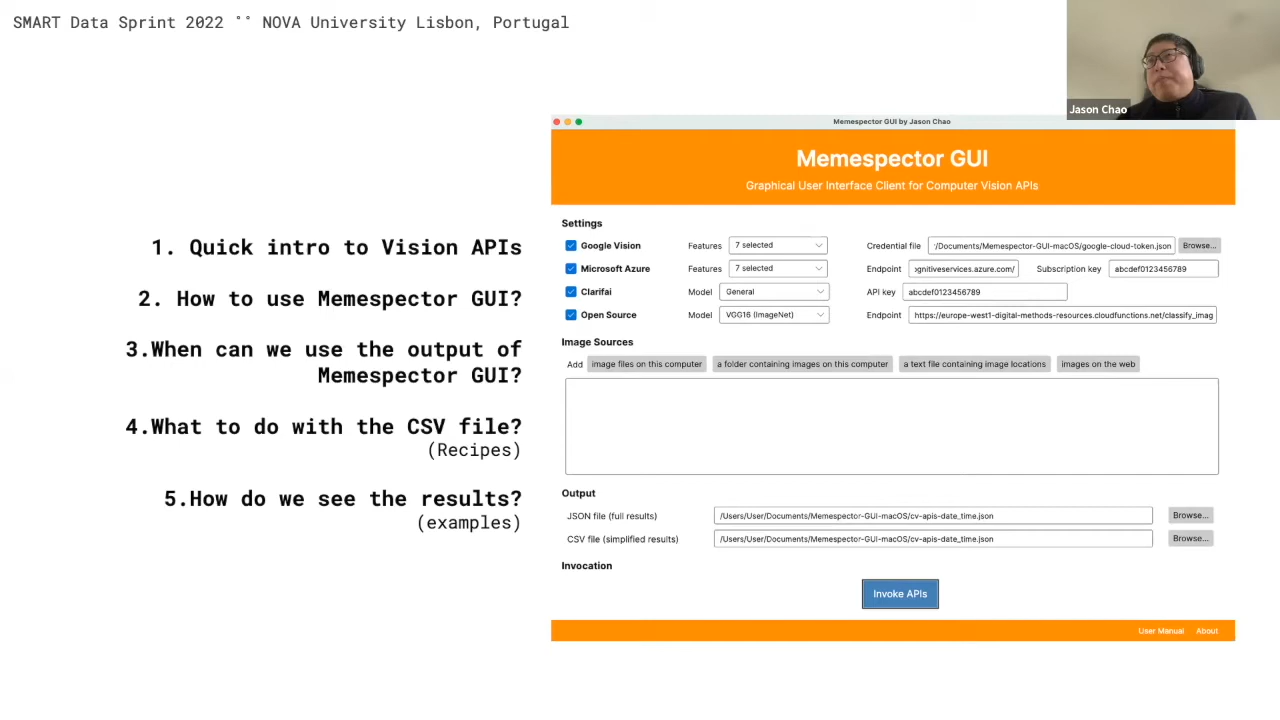 SMART Data Sprint 2022 °° NOVA University Lisbon, Portugal
Jason Chao
1. Quick intro to Vision APIs
2. How to use Memespector GUI?
3.When can we use the output of
Memespector GUI?
4.What to do with the CSV file?
(Recipes)
5.How do we see the results?
(examples)
Memespector GUI by Jason Chao
Memespector GUI
Graphical User Interface Client for Computer Vision APIs
Settings
Google Vision Features 7 selected Credential file '/Documents/Memespector-GUI-macOS/google-cloud-token.json Browse...
Microsoft Azure Features 7 selected Endpoint ognitiveservices.azure.com/ Subscription key abcdef0123456789
Clarifai Model General API key abcdef0123456789
Open Source Model VGG16 (ImageNet) Endpoint https://europe-west1-digital-methods-resources.cloudfunctions.net/classify_imag
Image Sources
Add image files on this computer a folder containing images on this computer a text file containing image locations images on the web
Output
JSON file (full results) /Users/User/Documents/Memespector-GUI-macOS/cv-apis-date_time.json Browse...
CSV file (simplified results) /Users/User/Documents/Memespector-GUI-macOS/cv-apis-date_time.json Browse...
Invocation
Invoke APIs
User Manual About